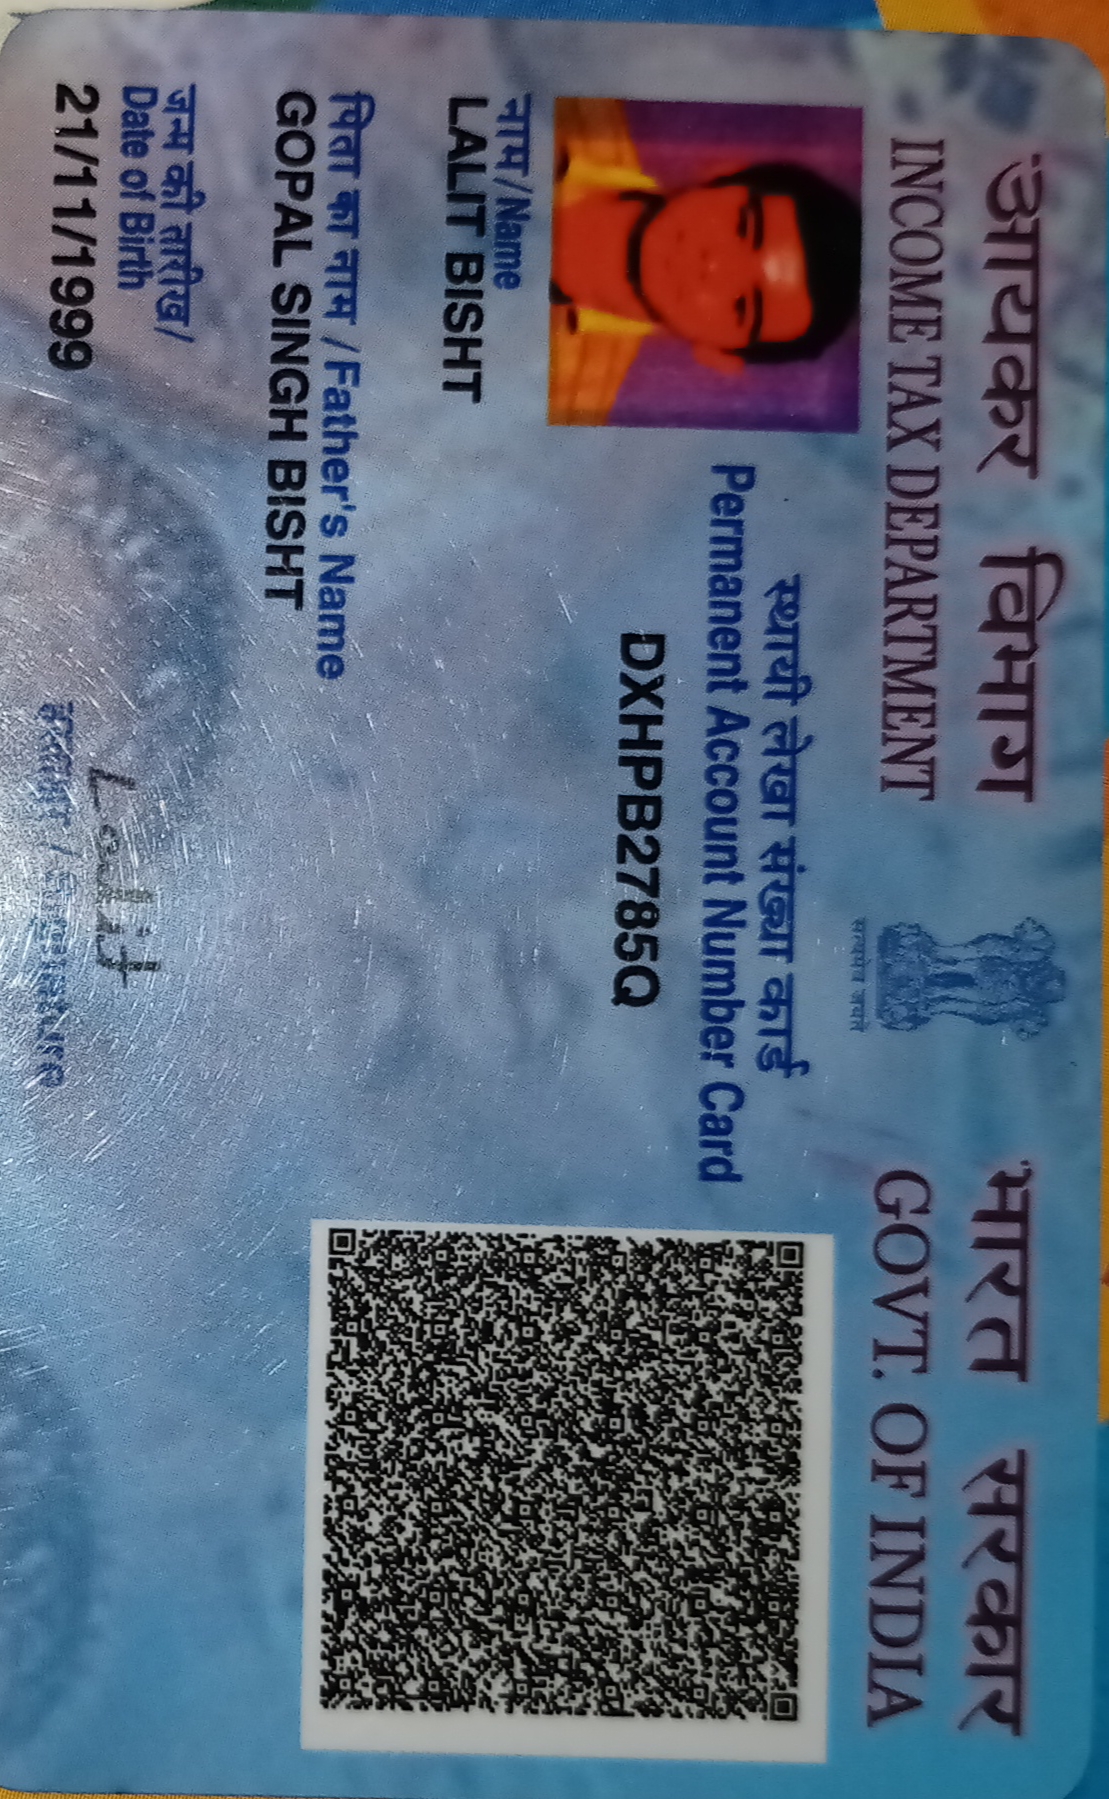 आयकर विभाग
INCOME TAX DEPARTMENT
सत्यमेव जयते
भारत सरकार
GOVT. OF INDIA
स्थायी लेखा संख्या कार्ड
Permanent Account Number Card
DXHPB2785Q
नाम/Name
LALIT BISHT
पिता का नाम/Father's Name
GOPAL SINGH BISHT
जन्म की तारीख/
Date of Birth
21/11/1999
Lalit
हस्ताक्षर/Signature